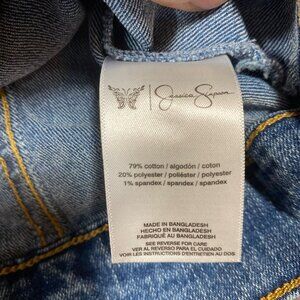 Jessica Simpson
79% cotton / algodón / coton
20% polyester / poliéster / polyester
1% spandex / spandex / spandex
MADE IN BANGLADESH
HECHO EN BANGLADESH
FABRIQUÉ AU BANGLADESH
SEE REVERSE FOR CARE
VER AL REVERSO PARA EL CUIDADO
VOIR LES INSTRUCTIONS D'ENTRETIEN AU DOS